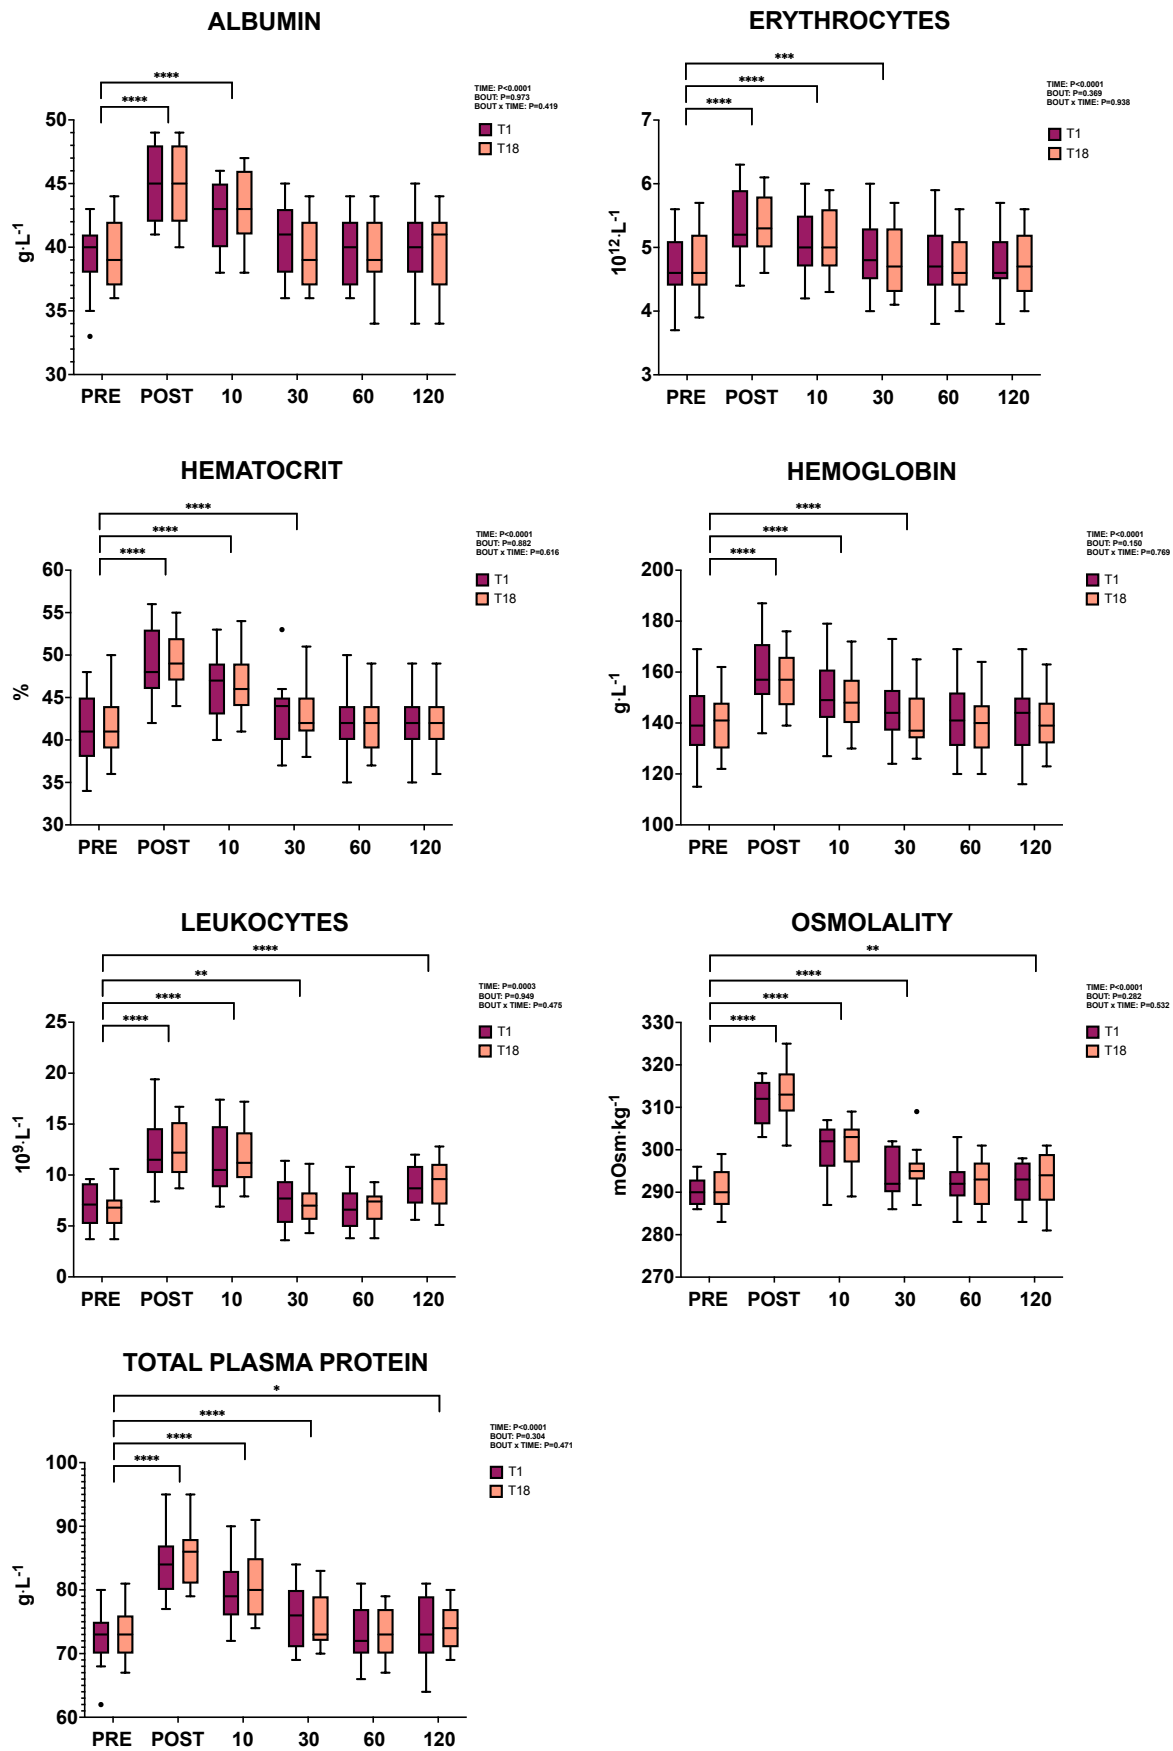 ALBUMIN
****
****
TIME: P<0.0001
BOUT: P=0.973
BOUT x TIME: P=0.419
T1
T18
g·L-1
50
45
40
35
30
PRE POST 10 30 60 120
ERYTHROCYTES
***
****
****
TIME: P<0.0001
BOUT: P=0.369
BOUT x TIME: P=0.938
T1
T18
10¹²·L⁻¹
7
6
5
4
3
PRE POST 10 30 60 120
HEMATOCRIT
****
****
****
TIME: P<0.0001
BOUT: P=0.882
BOUT x TIME: P=0.616
T1
T18
%
60
55
50
45
40
35
30
PRE POST 10 30 60 120
HEMOGLOBIN
****
****
****
TIME: P<0.0001
BOUT: P=0.150
BOUT x TIME: P=0.769
T1
T18
g·L⁻¹
200
180
160
140
120
100
PRE POST 10 30 60 120
LEUKOCYTES
****
**
****
****
TIME: P=0.0003
BOUT: P=0.949
BOUT x TIME: P=0.475
T1
T18
10⁹·L⁻¹
25
20
15
10
5
0
PRE POST 10 30 60 120
OSMOLALITY
**
****
****
****
TIME: P<0.0001
BOUT: P=0.282
BOUT x TIME: P=0.532
T1
T18
mOsm·kg⁻¹
330
320
310
300
290
280
270
PRE POST 10 30 60 120
TOTAL PLASMA PROTEIN
*
****
****
****
TIME: P<0.0001
BOUT: P=0.304
BOUT x TIME: P=0.471
T1
T18
g·L⁻¹
100
90
80
70
60
PRE POST 10 30 60 120